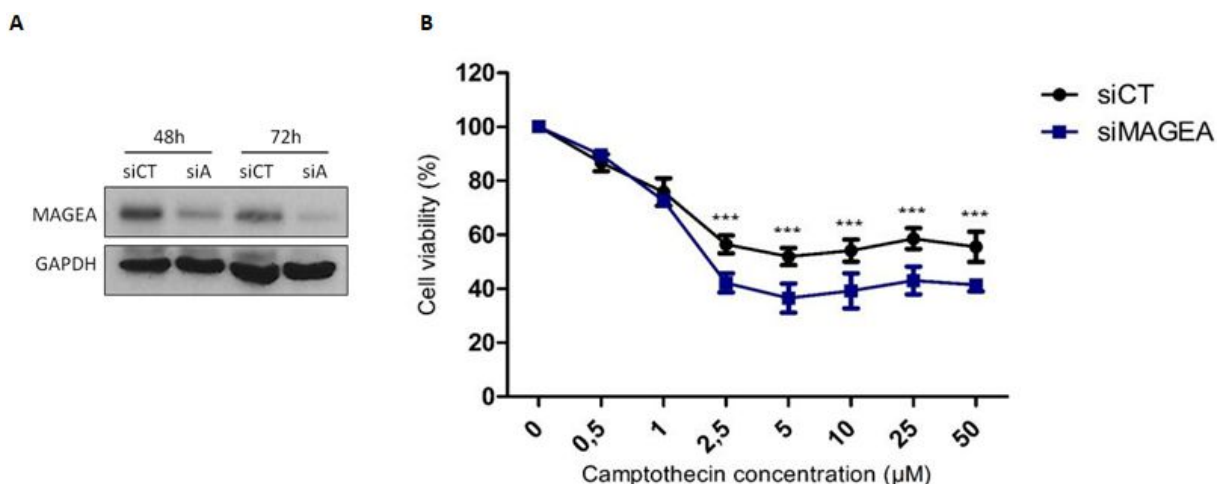 A
48h 72h
siCT siA siCT siA
MAGEA
GAPDH
B
siCT
siMAGEA
Cell viability (%)
120
100
80
60
40
20
0
*** *** *** *** ***
0 0,5 1 2,5 5 10 25 50
Camptothecin concentration (µM)